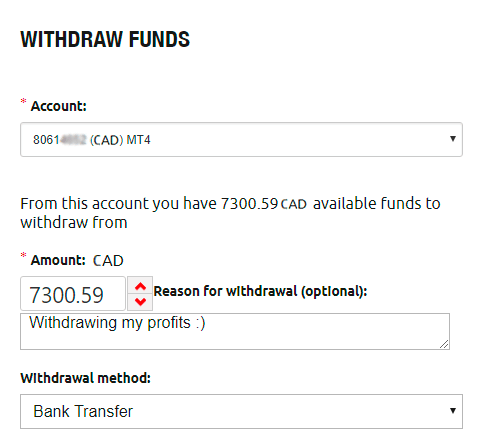 WITHDRAW FUNDS
* Account:
8061 (CAD) MT4
From this account you have 7300.59 CAD available funds to
withdraw from
* Amount: CAD
7300.59 Reason for withdrawal (optional):
Withdrawing my profits :)
Withdrawal method:
Bank Transfer